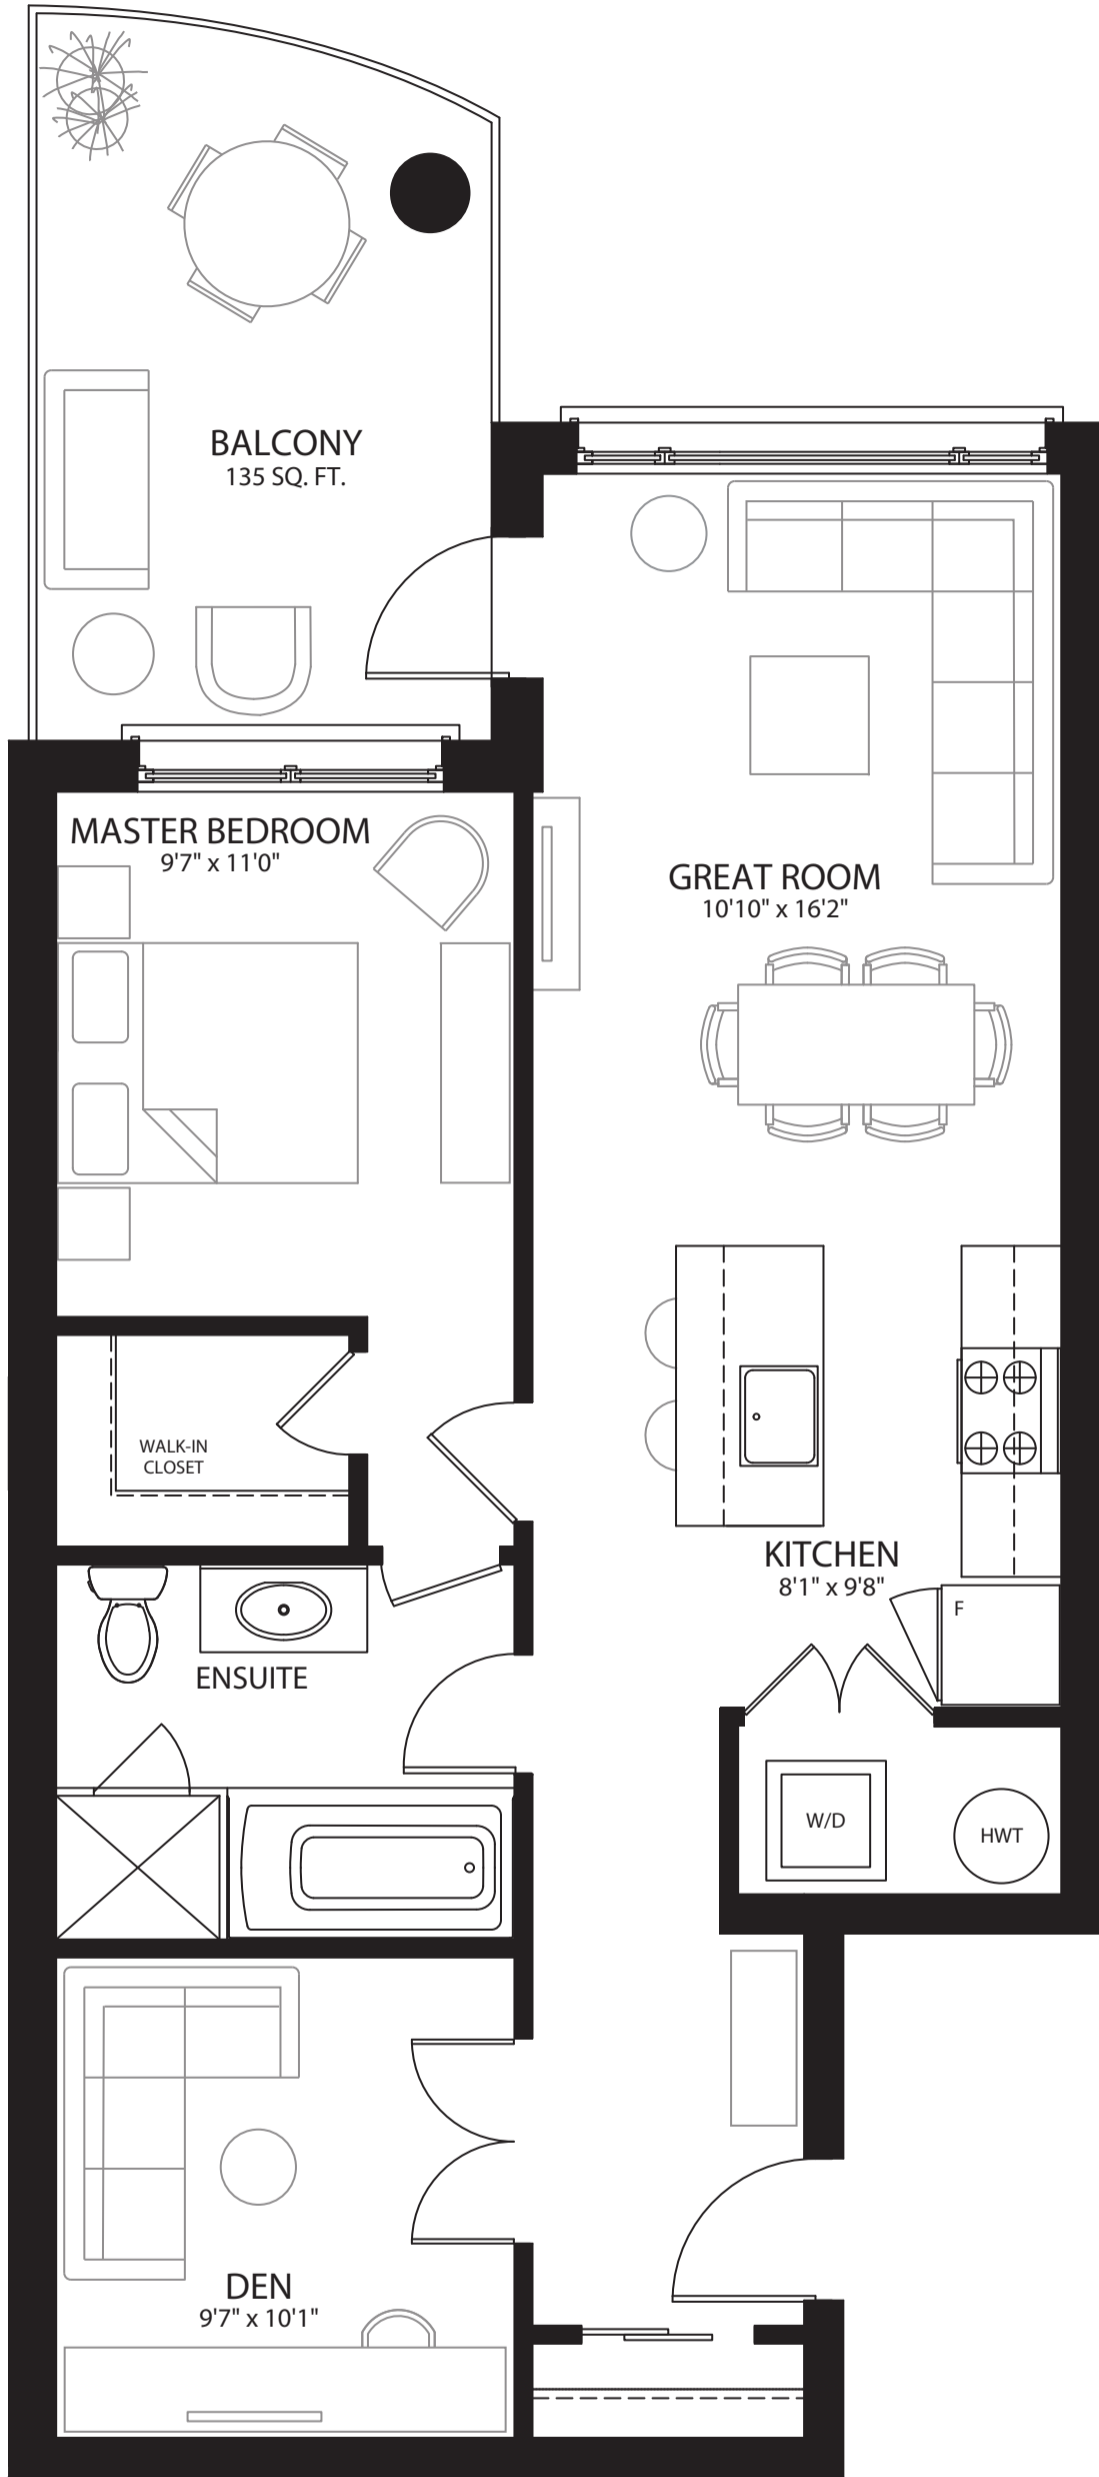 BALCONY
135 SQ. FT.
MASTER BEDROOM
9'7" x 11'0"
GREAT ROOM
10'10" x 16'2"
WALK-IN
CLOSET
KITCHEN
8'1" x 9'8"
F
ENSUITE
W/D
HWT
DEN
9'7" x 10'1"